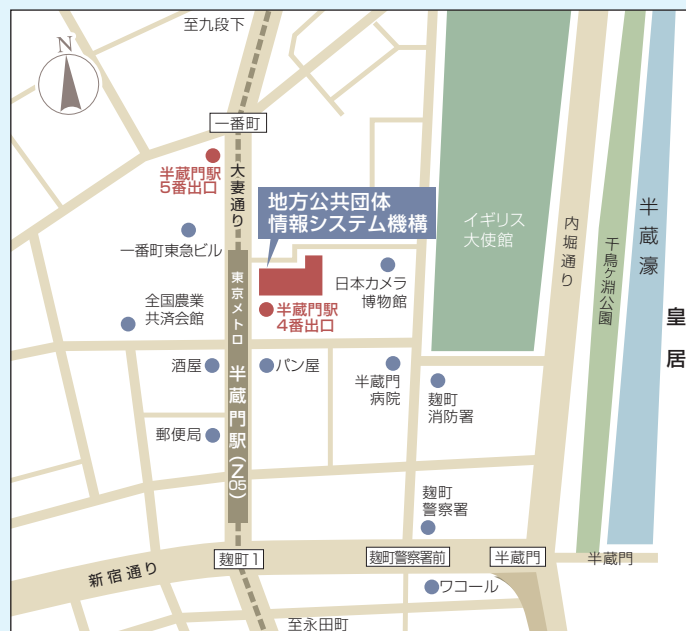 至九段下
N
一番町
半蔵門駅
5番出口
大妻通り
地方公共団体
情報システム機構
イギリス
大使館
内堀通り
千鳥ヶ淵公園
半蔵濠
皇居
一番町東急ビル
東京メトロ
半蔵門駅(Z05)
日本カメラ
博物館
全国農業
共済会館
半蔵門駅
4番出口
酒屋
パン屋
半蔵門
病院
麹町
消防署
郵便局
麹町
警察署
麹町1
麹町警察署前
半蔵門
半蔵門
新宿通り
ワコール
至永田町